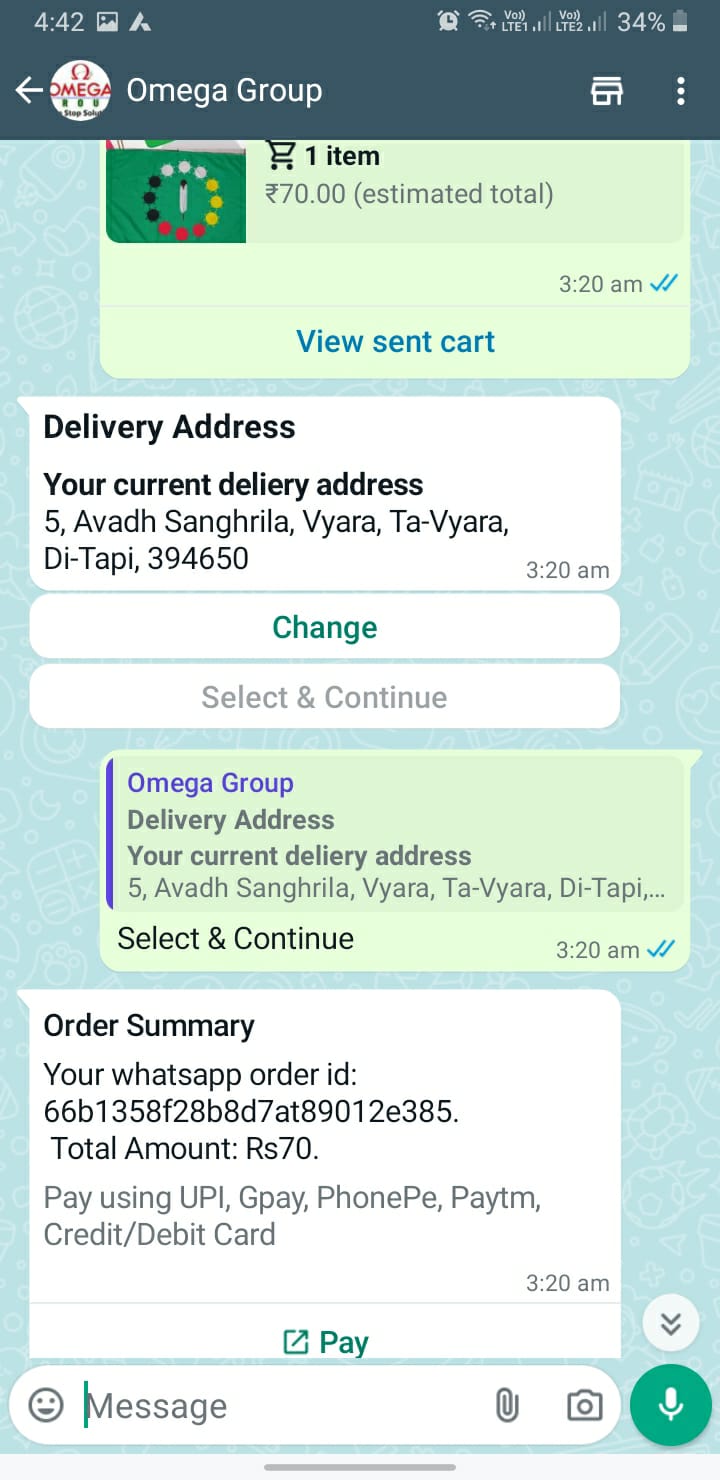 4:42
Vo)) LTE1 Vo)) LTE2 34%
OMEGA
Omega Group
1 item
₹70.00 (estimated total)
3:20 am
View sent cart
Delivery Address
Your current deliery address
5, Avadh Sanghrila, Vyara, Ta-Vyara,
Di-Tapi, 394650
3:20 am
Change
Select & Continue
Omega Group
Delivery Address
Your current deliery address
5, Avadh Sanghrila, Vyara, Ta-Vyara, Di-Tapi,...
Select & Continue
3:20 am
Order Summary
Your whatsapp order id:
66b1358f28b8d7at89012e385.
Total Amount: Rs70.
Pay using UPI, Gpay, PhonePe, Paytm,
Credit/Debit Card
3:20 am
Pay
Message